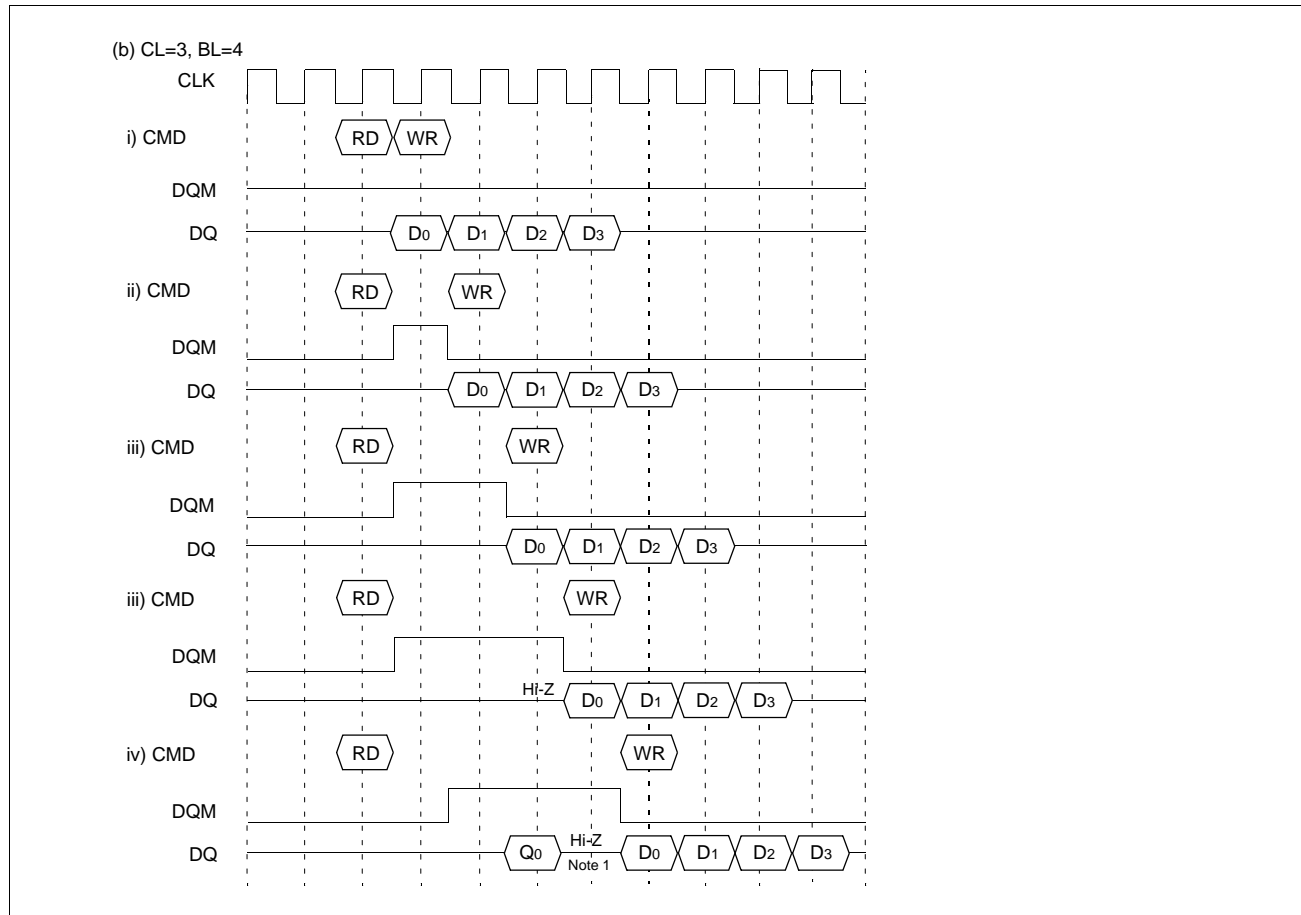 (b) CL=3, BL=4
CLK
i) CMD RD WR
DQM
DQ D0 D1 D2 D3
ii) CMD RD WR
DQM
DQ D0 D1 D2 D3
iii) CMD RD WR
DQM
DQ D0 D1 D2 D3
iii) CMD RD WR
DQM
DQ Hi-Z D0 D1 D2 D3
iv) CMD RD WR
DQM
DQ Q0 Hi-Z D0 D1 D2 D3
Note 1